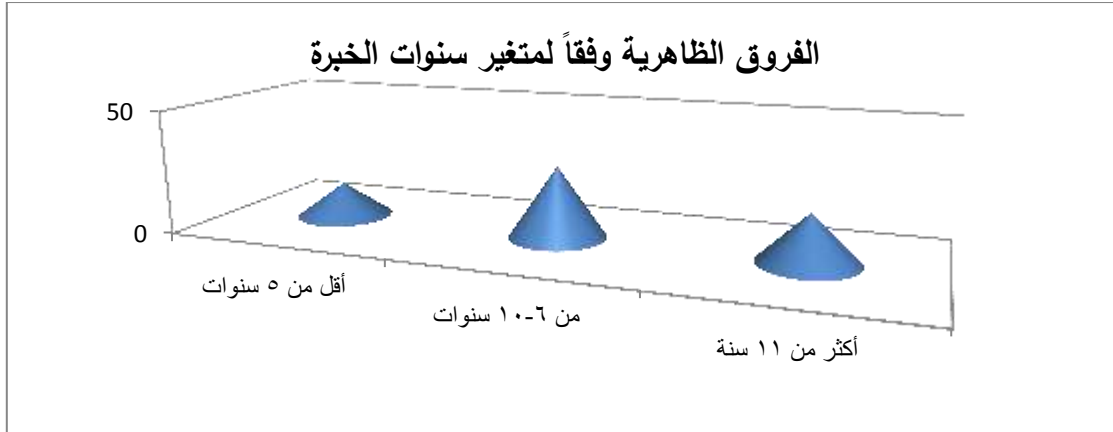 الفروق الظاهرية وفقاً لمتغير سنوات الخبرة
50
0
أقل من ٥ سنوات
من ٦-١٠ سنوات
أكثر من ١١ سنة